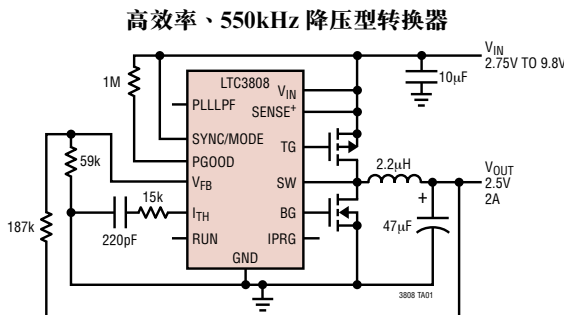 高效率、550kHz 降压型转换器
V_IN
2.75V TO 9.8V
10µF
1M
LTC3808
PLLLPF
V_IN
SENSE+
SYNC/MODE
TG
PGOOD
59k
2.2µH
V_FB
SW
V_OUT
2.5V
2A
15k
187k
I_TH
BG
+
47µF
220pF
RUN
IPRG
GND
3808 TA01